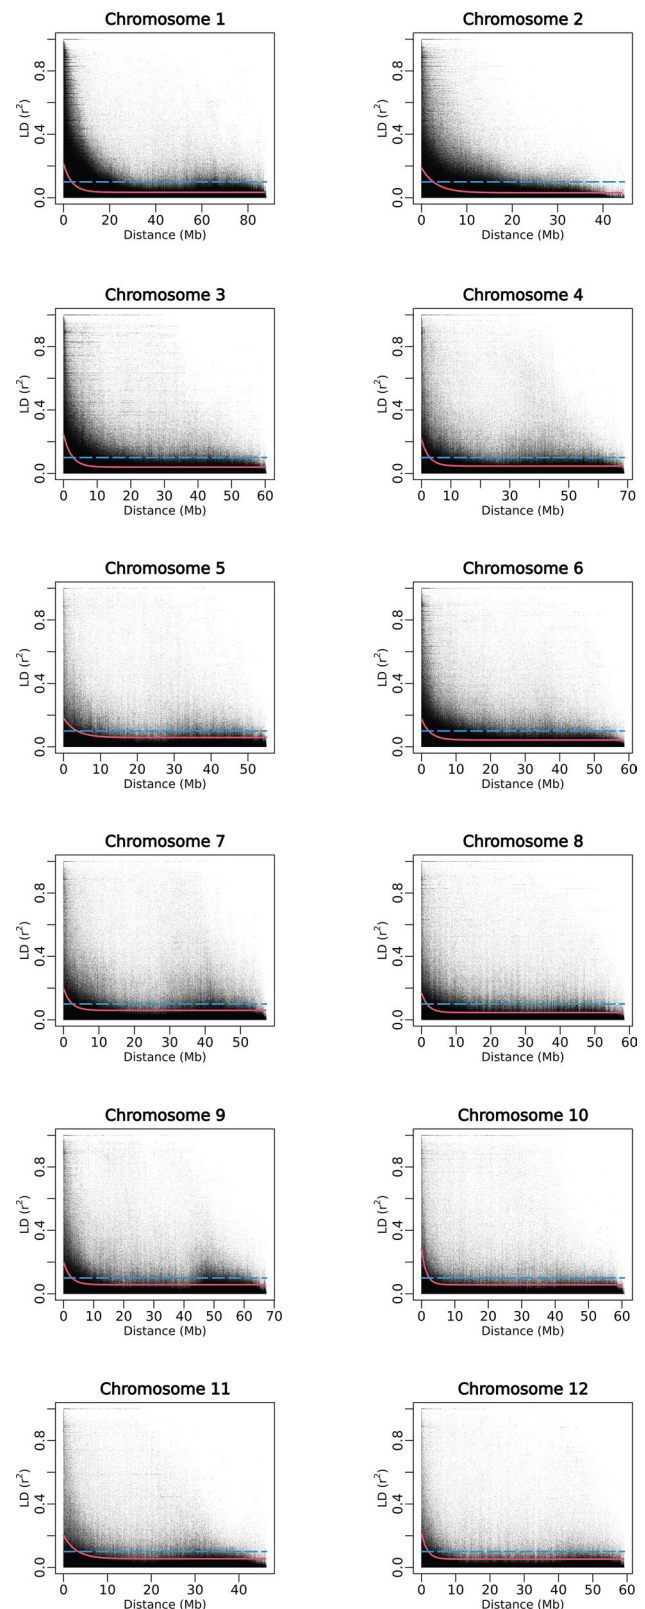 Chromosome 1
LD (r²)
0.8
0.4
0.0
0 20 40 60 80
Distance (Mb)
Chromosome 2
LD (r²)
0.8
0.4
0.0
0 10 20 30 40
Distance (Mb)
Chromosome 3
LD (r²)
0.8
0.4
0.0
0 10 20 30 40 50 60
Distance (Mb)
Chromosome 4
LD (r²)
0.8
0.4
0.0
0 10 30 50 70
Distance (Mb)
Chromosome 5
LD (r²)
0.8
0.4
0.0
0 10 20 30 40 50
Distance (Mb)
Chromosome 6
LD (r²)
0.8
0.4
0.0
0 10 20 30 40 50 60
Distance (Mb)
Chromosome 7
LD (r²)
0.8
0.4
0.0
0 10 20 30 40 50
Distance (Mb)
Chromosome 8
LD (r²)
0.8
0.4
0.0
0 10 20 30 40 50 60
Distance (Mb)
Chromosome 9
LD (r²)
0.8
0.4
0.0
0 10 20 30 40 50 60 70
Distance (Mb)
Chromosome 10
LD (r²)
0.8
0.4
0.0
0 10 20 30 40 50 60
Distance (Mb)
Chromosome 11
LD (r²)
0.8
0.4
0.0
0 10 20 30 40
Distance (Mb)
Chromosome 12
LD (r²)
0.8
0.4
0.0
0 10 20 30 40 50 60
Distance (Mb)